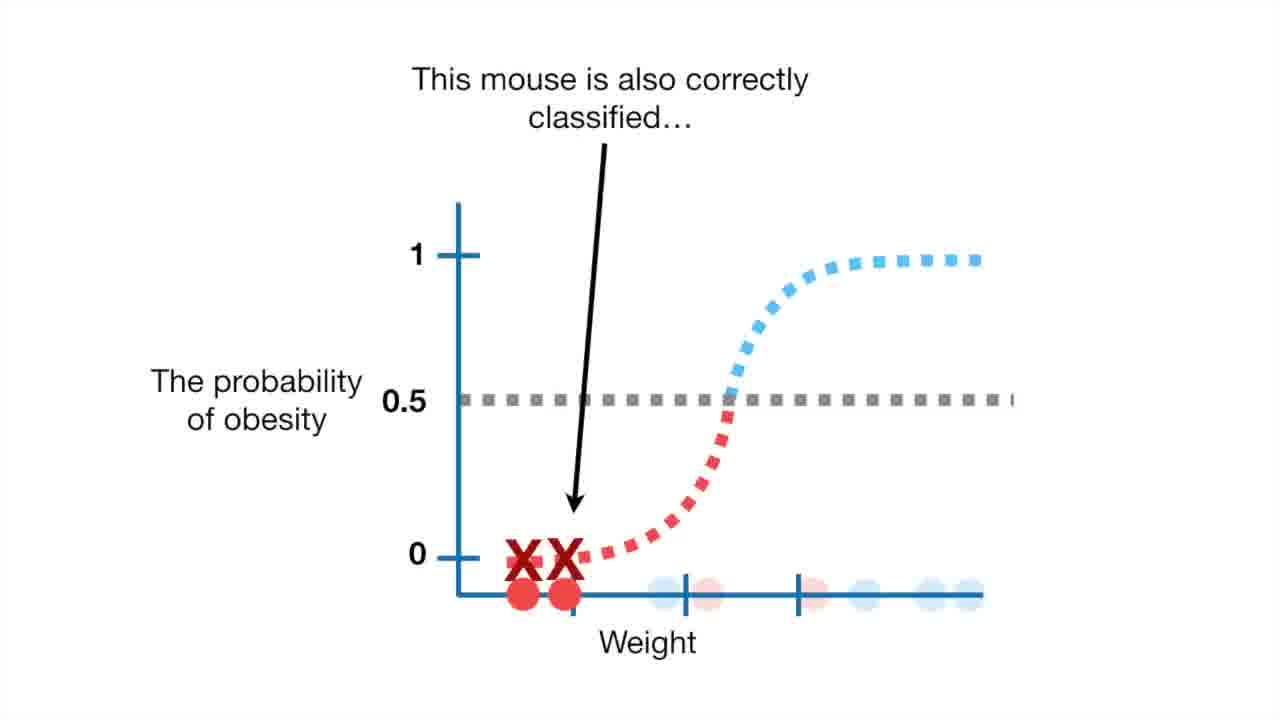 This mouse is also correctly
classified…
1
The probability
of obesity
0.5
0
X X
Weight